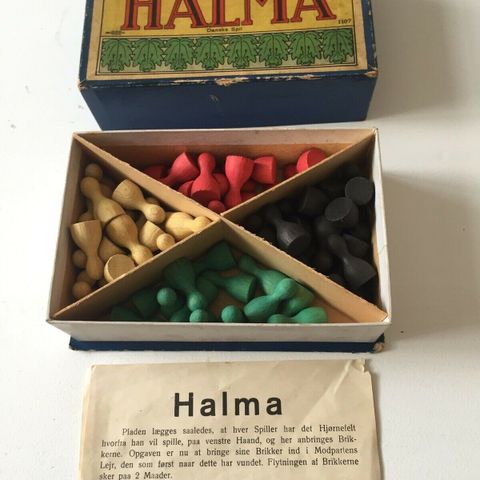 HALMA
Danske Spil
1107
Halma
Pladen lægges saaledes, at hver Spiller har det Hjørnefelt
hvorfra han vil spille, paa venstre Haand, og her anbringes Brik-
kerne. Opgaven er nu at bringe sine Brikker ind i Modpartens
Lejr, den som først naar dette har vundet. Flytningen af Brikkerne
sker paa 2 Maader.